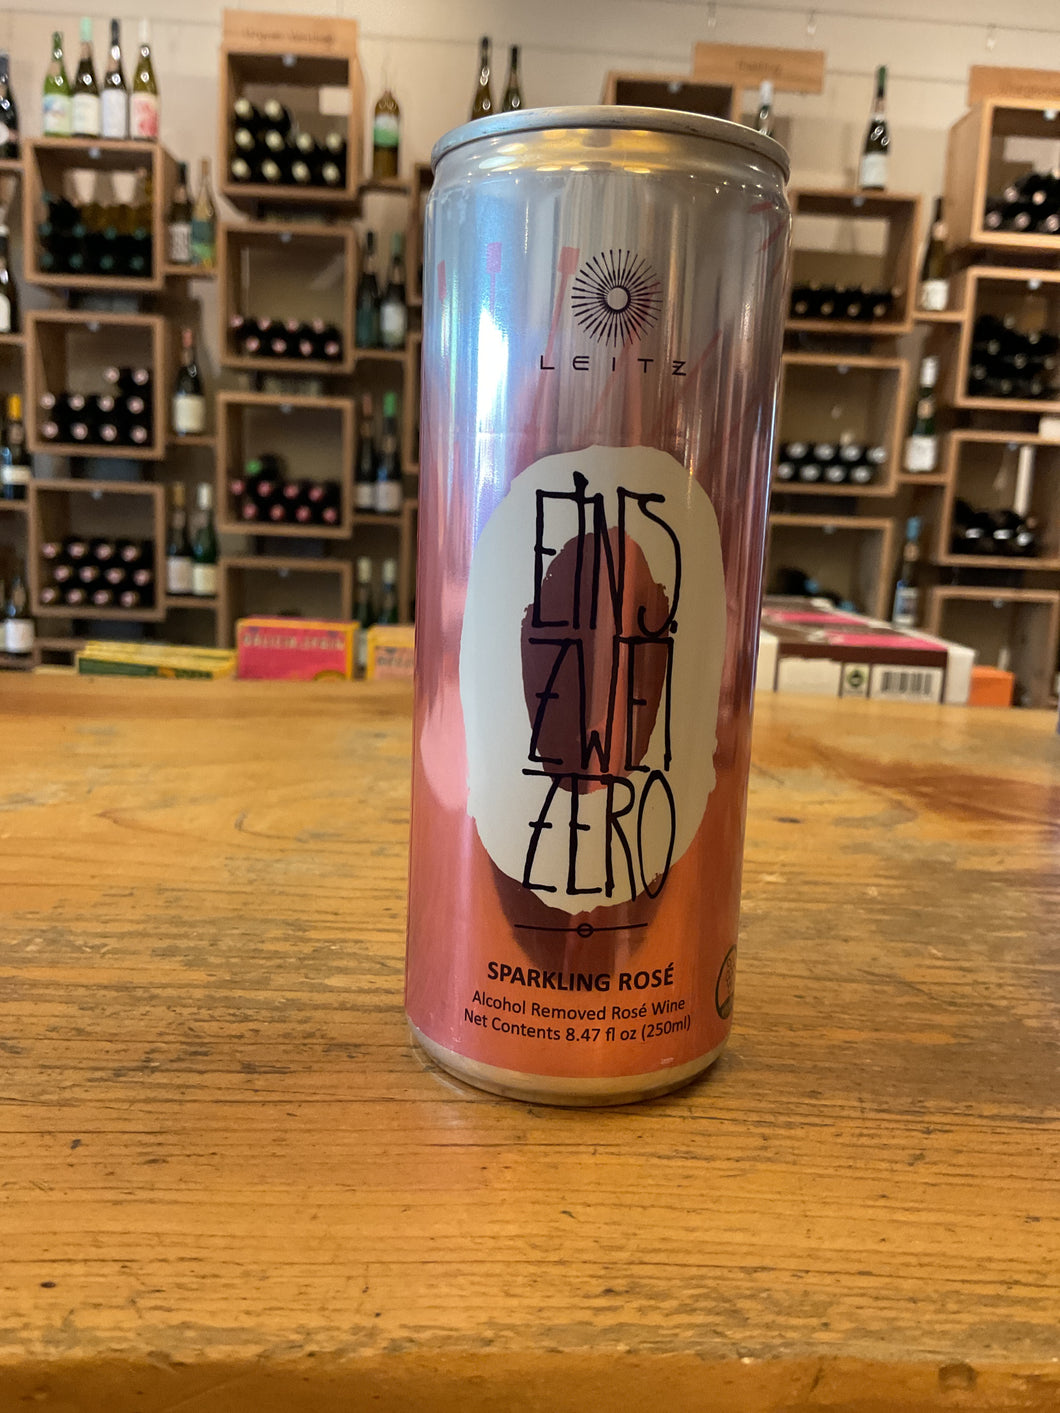 LEITZ
EINS
ZWEI
ZERO
SPARKLING ROSÉ
Alcohol Removed Rosé Wine
Net Contents 8.47 fl oz (250ml)